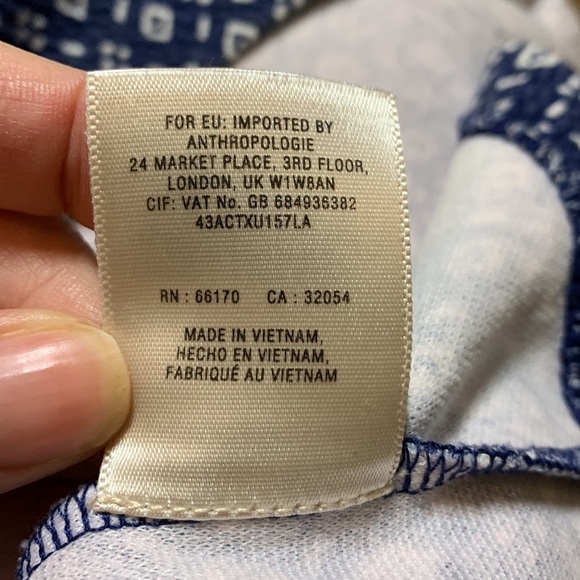 FOR EU: IMPORTED BY
ANTHROPOLOGIE
24 MARKET PLACE, 3RD FLOOR,
LONDON, UK W1W8AN
CIF: VAT No. GB 684936382
43ACTXU157LA
RN : 66170 CA : 32054
MADE IN VIETNAM,
HECHO EN VIETNAM,
FABRIQUÉ AU VIETNAM